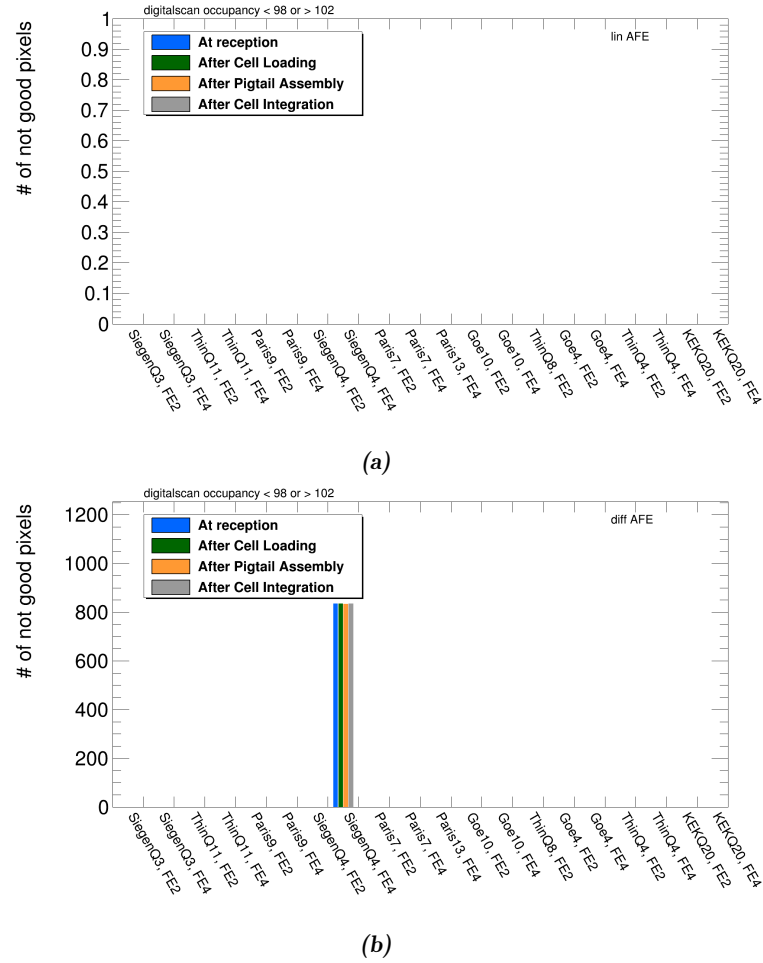 digitalscan occupancy < 98 or > 102
# of not good pixels
1
0.9
0.8
0.7
0.6
0.5
0.4
0.3
0.2
0.1
0
At reception
After Cell Loading
After Pigtail Assembly
After Cell Integration
lin AFE
SiegenQ3, FE2
SiegenQ3, FE4
ThinQ11, FE2
ThinQ11, FE4
Paris9, FE2
Paris9, FE4
SiegenQ4, FE2
SiegenQ4, FE4
Paris7, FE2
Paris7, FE4
Paris13, FE4
Goe10, FE2
Goe10, FE4
ThinQ8, FE2
Goe4, FE2
Goe4, FE4
ThinQ4, FE2
ThinQ4, FE4
KEKQ20, FE2
KEKQ20, FE4
(a)
digitalscan occupancy < 98 or > 102
# of not good pixels
1200
1000
800
600
400
200
0
At reception
After Cell Loading
After Pigtail Assembly
After Cell Integration
diff AFE
SiegenQ3, FE2
SiegenQ3, FE4
ThinQ11, FE2
ThinQ11, FE4
Paris9, FE2
Paris9, FE4
SiegenQ4, FE2
SiegenQ4, FE4
Paris7, FE2
Paris7, FE4
Paris13, FE4
Goe10, FE2
Goe10, FE4
ThinQ8, FE2
Goe4, FE2
Goe4, FE4
ThinQ4, FE2
ThinQ4, FE4
KEKQ20, FE2
KEKQ20, FE4
(b)